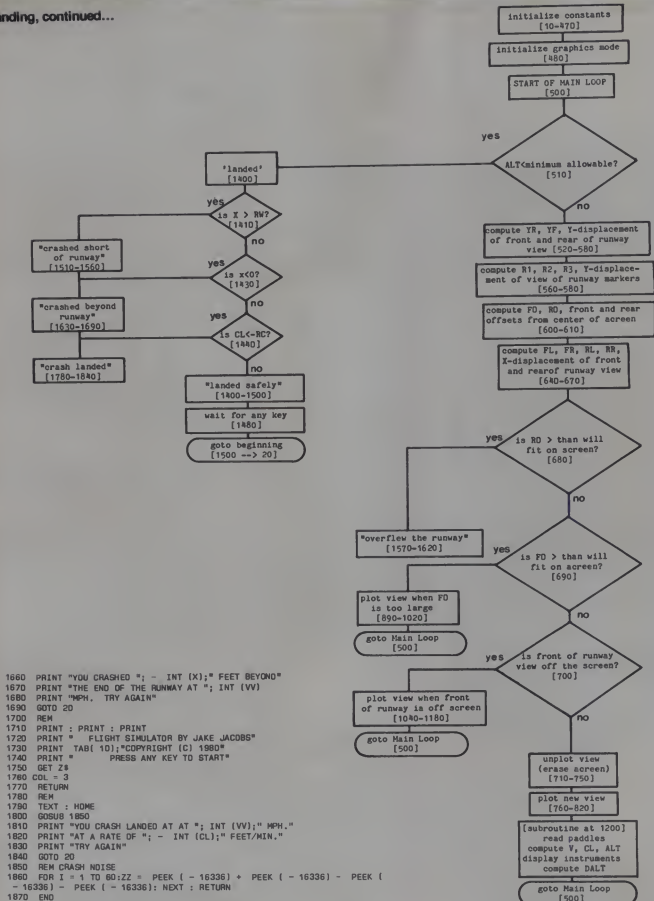 nding, continued...
initialize constants
[10-470]
initialize graphics mode
[480]
START OF MAIN LOOP
[500]
yes
ALT<minimum allowable?
[510]
no
"landed"
[1400]
yes
is X > RW?
[1410]
no
"crashed short
of runway"
[1510-1560]
yes
is x<0?
[1430]
no
"crashed beyond
runway"
[1630-1690]
yes
is CL<-RC?
[1440]
no
"crash landed"
[1780-1840]
"landed safely"
[1400-1500]
wait for any key
[1480]
goto beginning
[1500 --> 20]
compute YR, YF, Y-displacement
of front and rear of runway
view [520-580]
compute R1, R2, R3, Y-displace-
ment of view of runway markers
[560-580]
compute FO, RO, front and rear
offsets from center of screen
[600-610]
compute FL, FR, RL, RR,
X-displacement of front
and rearof runway view
[640-670]
yes
is RO > than will
fit on screen?
[680]
no
"overflew the runway"
[1570-1620]
yes
is FO > than will
fit on screen?
[690]
no
plot view when FO
is too large
[890-1020]
goto Main Loop
[500]
yes
is front of runway
view off the screen?
[700]
no
plot view when front
of runway is off screen
[1040-1180]
goto Main Loop
[500]
unplot view
(erase screen)
[710-750]
plot new view
[760-820]
[subroutine at 1200]
read paddles
compute V, CL, ALT
display instruments
compute DALT
goto Main Loop
[500]
1660 PRINT "YOU CRASHED "; - INT (X);" FEET BEYOND"
1670 PRINT "THE END OF THE RUNWAY AT "; INT (VV)
1680 PRINT "MPH. TRY AGAIN"
1690 GOTO 20
1700 REM
1710 PRINT : PRINT : PRINT
1720 PRINT " FLIGHT SIMULATOR BY JAKE JACOBS"
1730 PRINT TAB( 10);"COPYRIGHT (C) 1980"
1740 PRINT " PRESS ANY KEY TO START"
1750 GET Z$
1760 COL = 3
1770 RETURN
1780 REM
1790 TEXT : HOME
1800 GOSUB 1850
1810 PRINT "YOU CRASH LANDED AT AT "; INT (VV);" MPH."
1820 PRINT "AT A RATE OF "; - INT (CL);" FEET/MIN."
1830 PRINT "TRY AGAIN"
1840 GOTO 20
1850 REM CRASH NOISE
1860 FOR I = 1 TO 60:ZZ = PEEK ( - 16336) + PEEK ( - 16336) - PEEK (
- 16336) - PEEK ( - 16336): NEXT : RETURN
1870 END